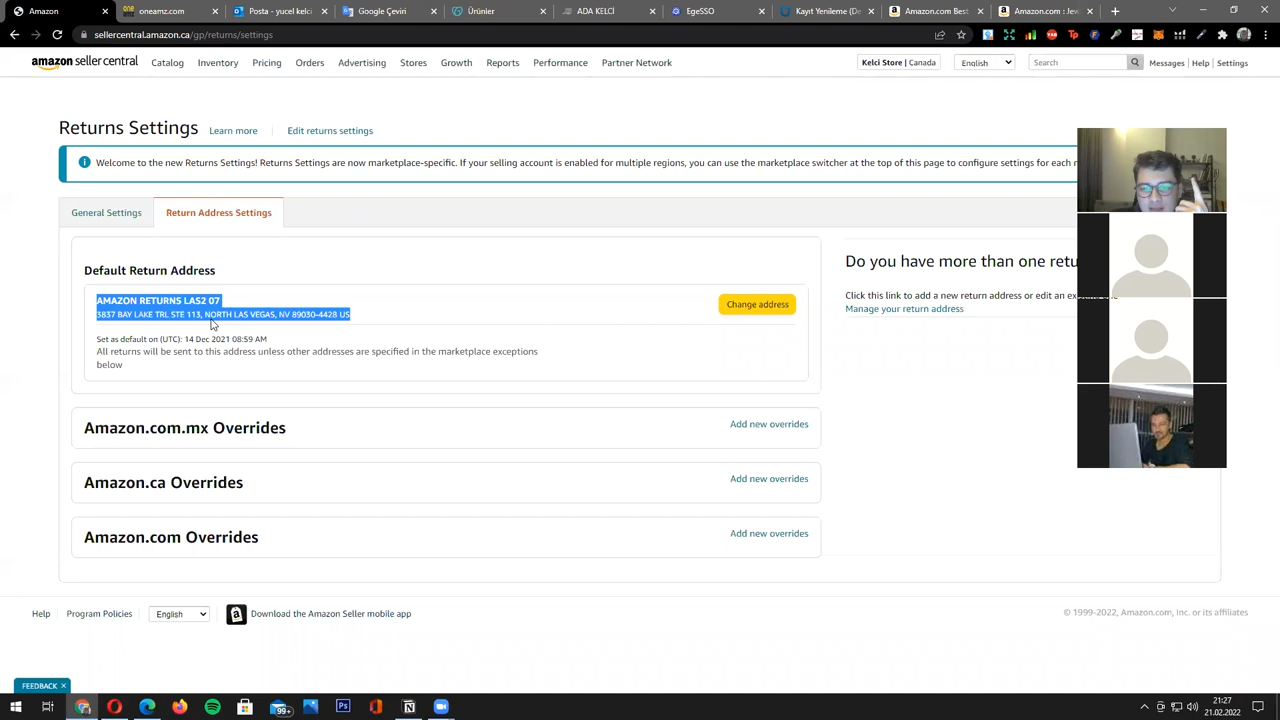 Amazon
oneamz.com
Posta - yucel kelci
Google Çeviri
Ürünler
ADA KELCİ
EgeSSO
Kayıt Yenileme (De
Amazon.com Best
Amazon.com : Jew
sellercentral.amazon.ca/gp/returns/settings
amazon seller central
Catalog
Inventory
Pricing
Orders
Advertising
Stores
Growth
Reports
Performance
Partner Network
Kelci Store | Canada
English
Search
Messages | Help | Settings
Returns Settings
Learn more
Edit returns settings
Welcome to the new Returns Settings! Returns Settings are now marketplace-specific. If your selling account is enabled for multiple regions, you can use the marketplace switcher at the top of this page to configure settings for each
General Settings
Return Address Settings
Default Return Address
AMAZON RETURNS LAS2 07
3837 BAY LAKE TRL STE 113, NORTH LAS VEGAS, NV 89030-4428 US
Change address
Set as default on (UTC): 14 Dec 2021 08:59 AM
All returns will be sent to this address unless other addresses are specified in the marketplace exceptions
below
Do you have more than one retu
Click this link to add a new return address or edit an existing one
Manage your return address
Amazon.com.mx Overrides
Add new overrides
Amazon.ca Overrides
Add new overrides
Amazon.com Overrides
Add new overrides
Help
Program Policies
English
Download the Amazon Seller mobile app
© 1999-2022, Amazon.com, Inc. or its affiliates
FEEDBACK
99+
21:27
21.02.2022